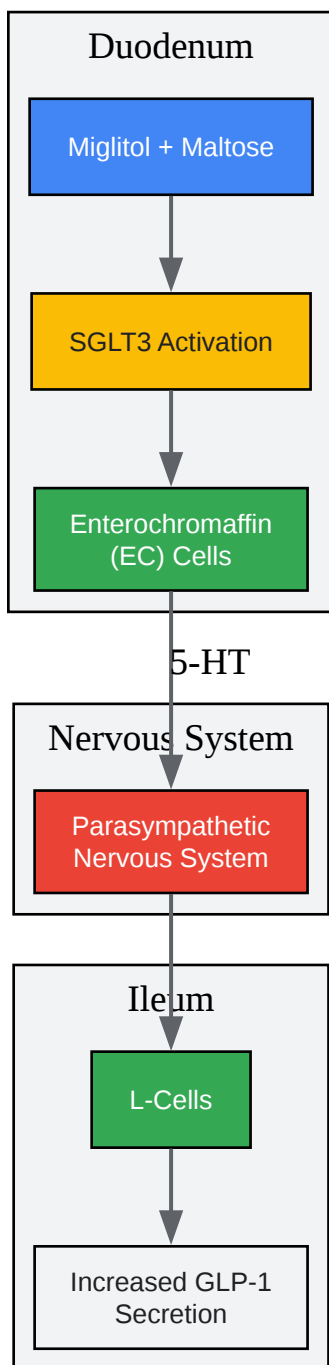 Duodenum
Miglitol + Maltose
SGLT3 Activation
Enterochromaffin
(EC) Cells
5-HT
Nervous System
Parasympathetic
Nervous System
Ileum
L-Cells
Increased GLP-1
Secretion